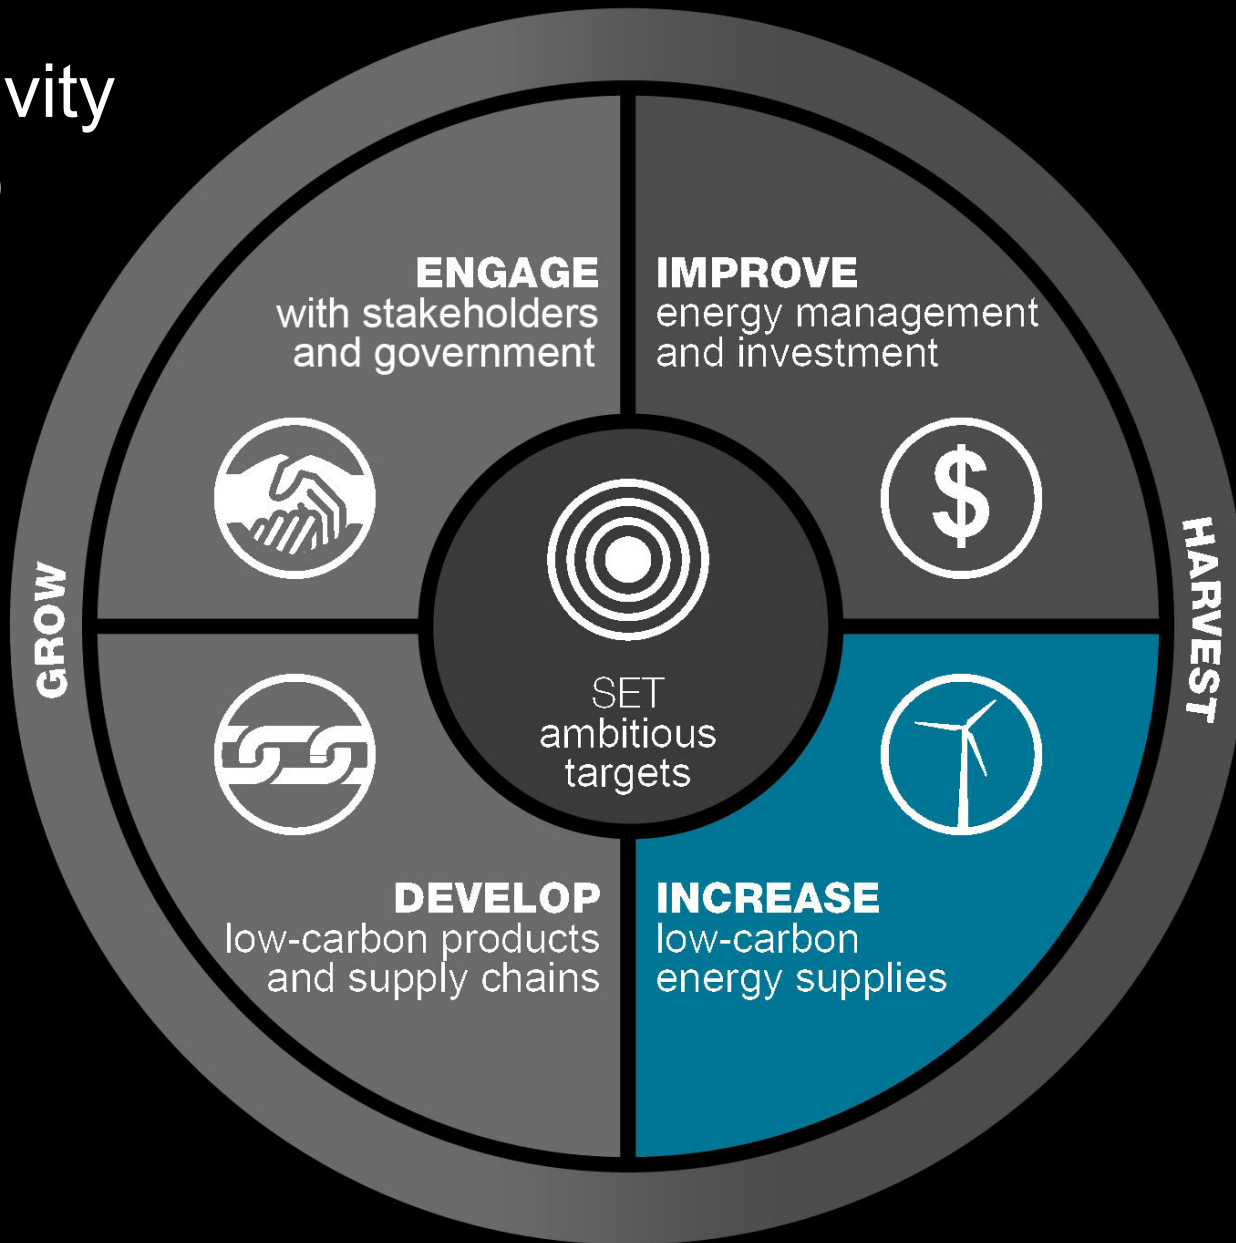 vity
ENGAGE
with stakeholders
and government
IMPROVE
energy management
and investment
$
GROW
HARVEST
SET
ambitious
targets
DEVELOP
low-carbon products
and supply chains
INCREASE
low-carbon
energy supplies